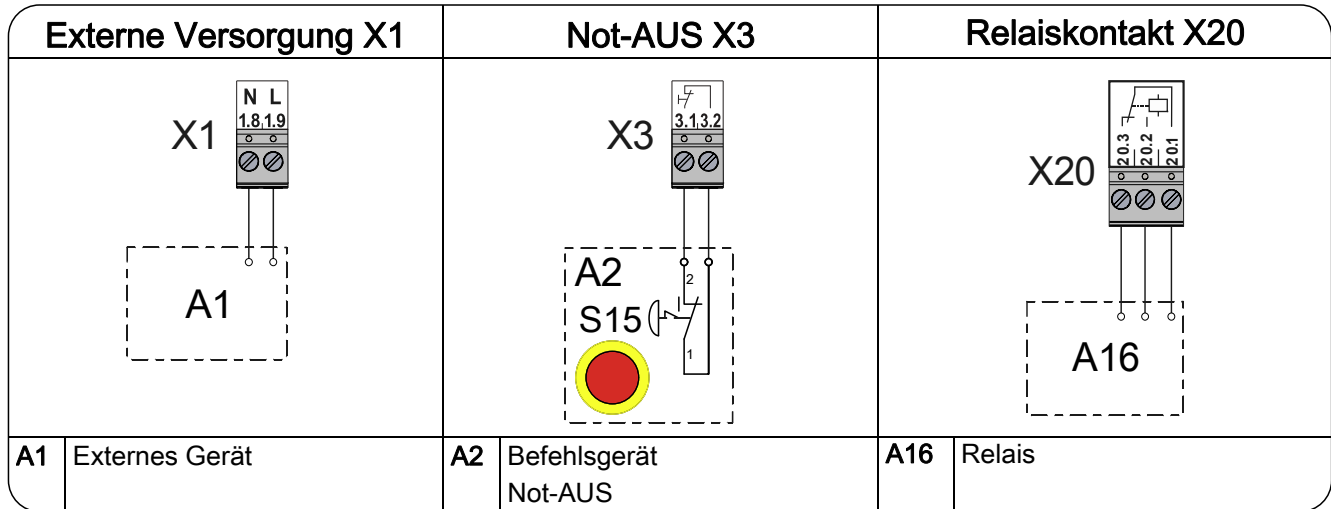 Externe Versorgung X1
Not-AUS X3
Relaiskontakt X20
N L
1.8 1.9
X1
A1
3.1 3.2
X3
A2
2
S15
1
20.3 20.2 20.1
X20
A16
A1 Externes Gerät
A2 Befehlsgerät
Not-AUS
A16 Relais